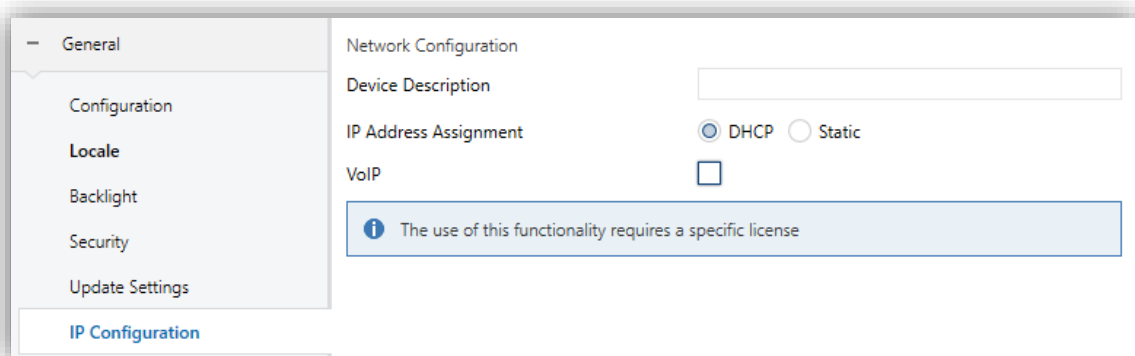 General
Configuration
Locale
Backlight
Security
Update Settings
IP Configuration
Network Configuration
Device Description
IP Address Assignment DHCP Static
VoIP
The use of this functionality requires a specific license